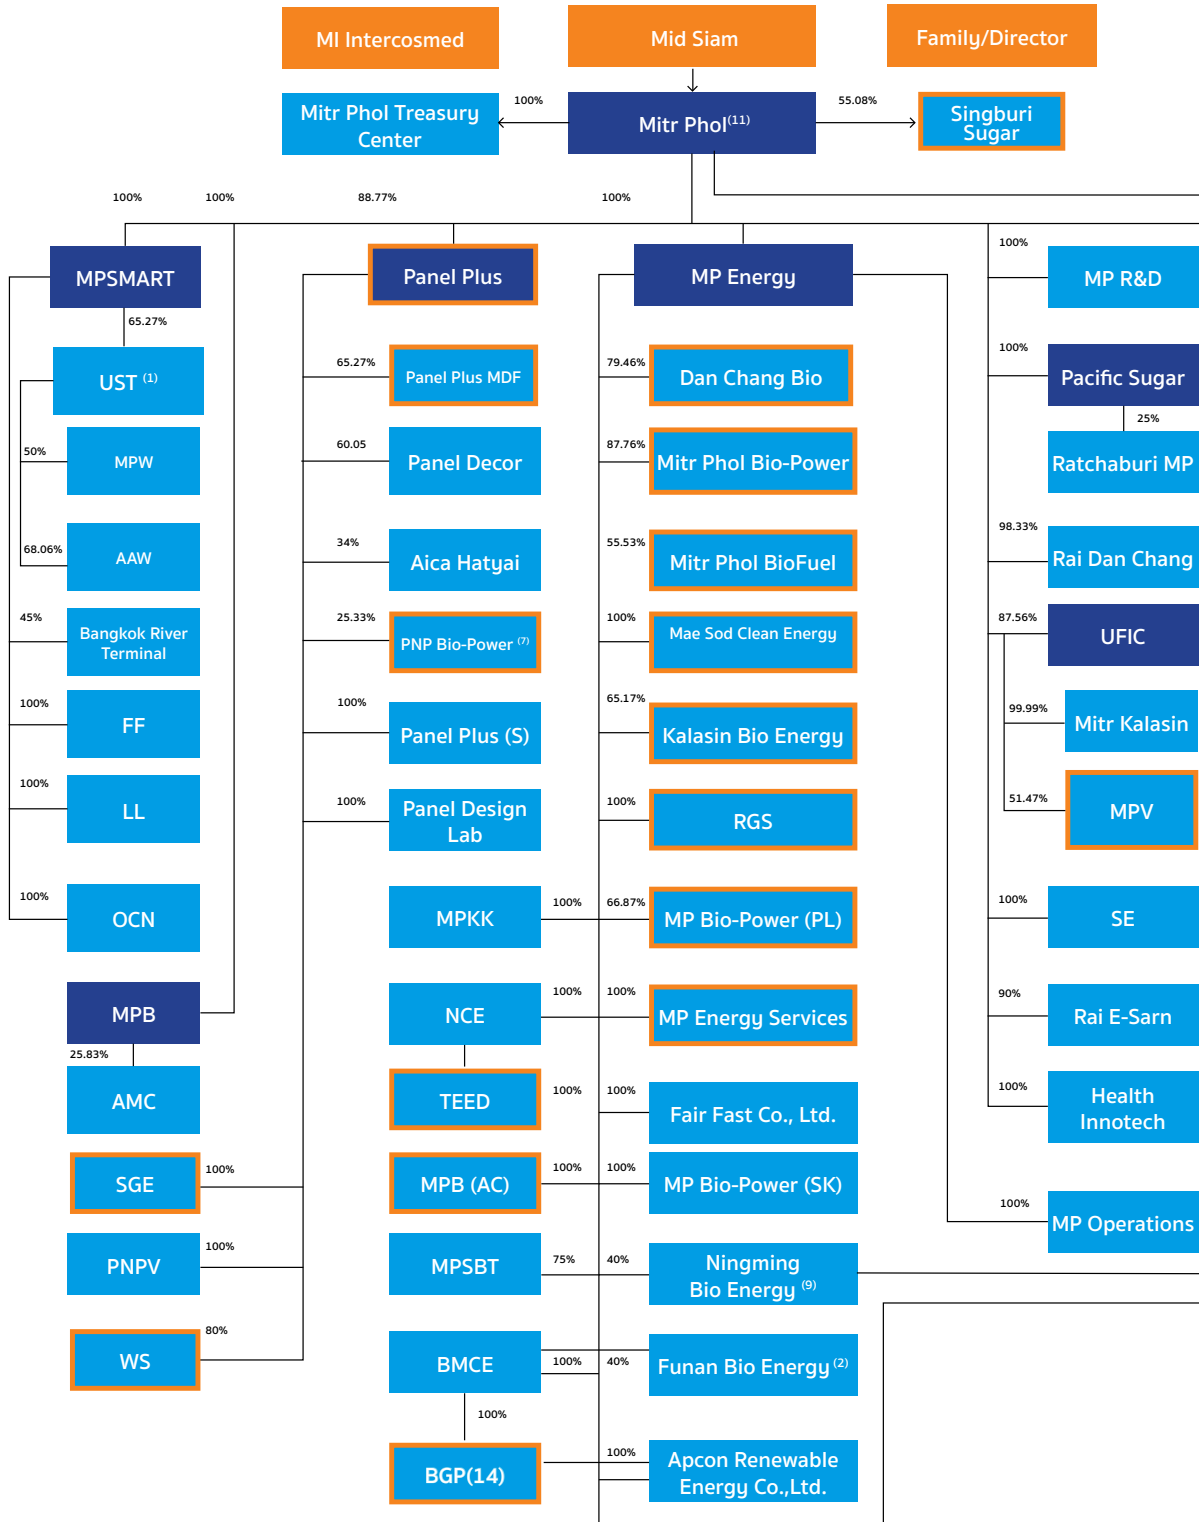 MI Intercosmed
Mid Siam
Family/Director
Mitr Phol Treasury
Center
100%
Mitr Phol(11)
55.08%
Singburi
Sugar
100%
100%
88.77%
100%
MPSMART
Panel Plus
MP Energy
100%
MP R&D
65.27%
UST (1)
65.27%
Panel Plus MDF
79.46%
Dan Chang Bio
100%
Pacific Sugar
25%
50%
MPW
60.05
Panel Decor
87.76%
Mitr Phol Bio-Power
Ratchaburi MP
68.06%
AAW
34%
Aica Hatyai
55.53%
Mitr Phol BioFuel
98.33%
Rai Dan Chang
45%
Bangkok River
Terminal
25.33%
PNP Bio-Power (7)
100%
Mae Sod Clean Energy
87.56%
UFIC
100%
FF
100%
Panel Plus (S)
65.17%
Kalasin Bio Energy
99.99%
Mitr Kalasin
100%
LL
100%
Panel Design
Lab
100%
RGS
51.47%
MPV
100%
OCN
MPKK
100%
66.87%
MP Bio-Power (PL)
100%
SE
MPB
NCE
100%
100%
MP Energy Services
90%
Rai E-Sarn
25.83%
AMC
TEED
100%
100%
Fair Fast Co., Ltd.
100%
Health
Innotech
SGE
100%
MPB (AC)
100%
100%
MP Bio-Power (SK)
100%
MP Operations
PNPV
100%
MPSBT
75%
40%
Ningming
Bio Energy (9)
WS
80%
BMCE
100%
40%
Funan Bio Energy (2)
100%
BGP(14)
100%
Apcon Renewable
Energy Co.,Ltd.